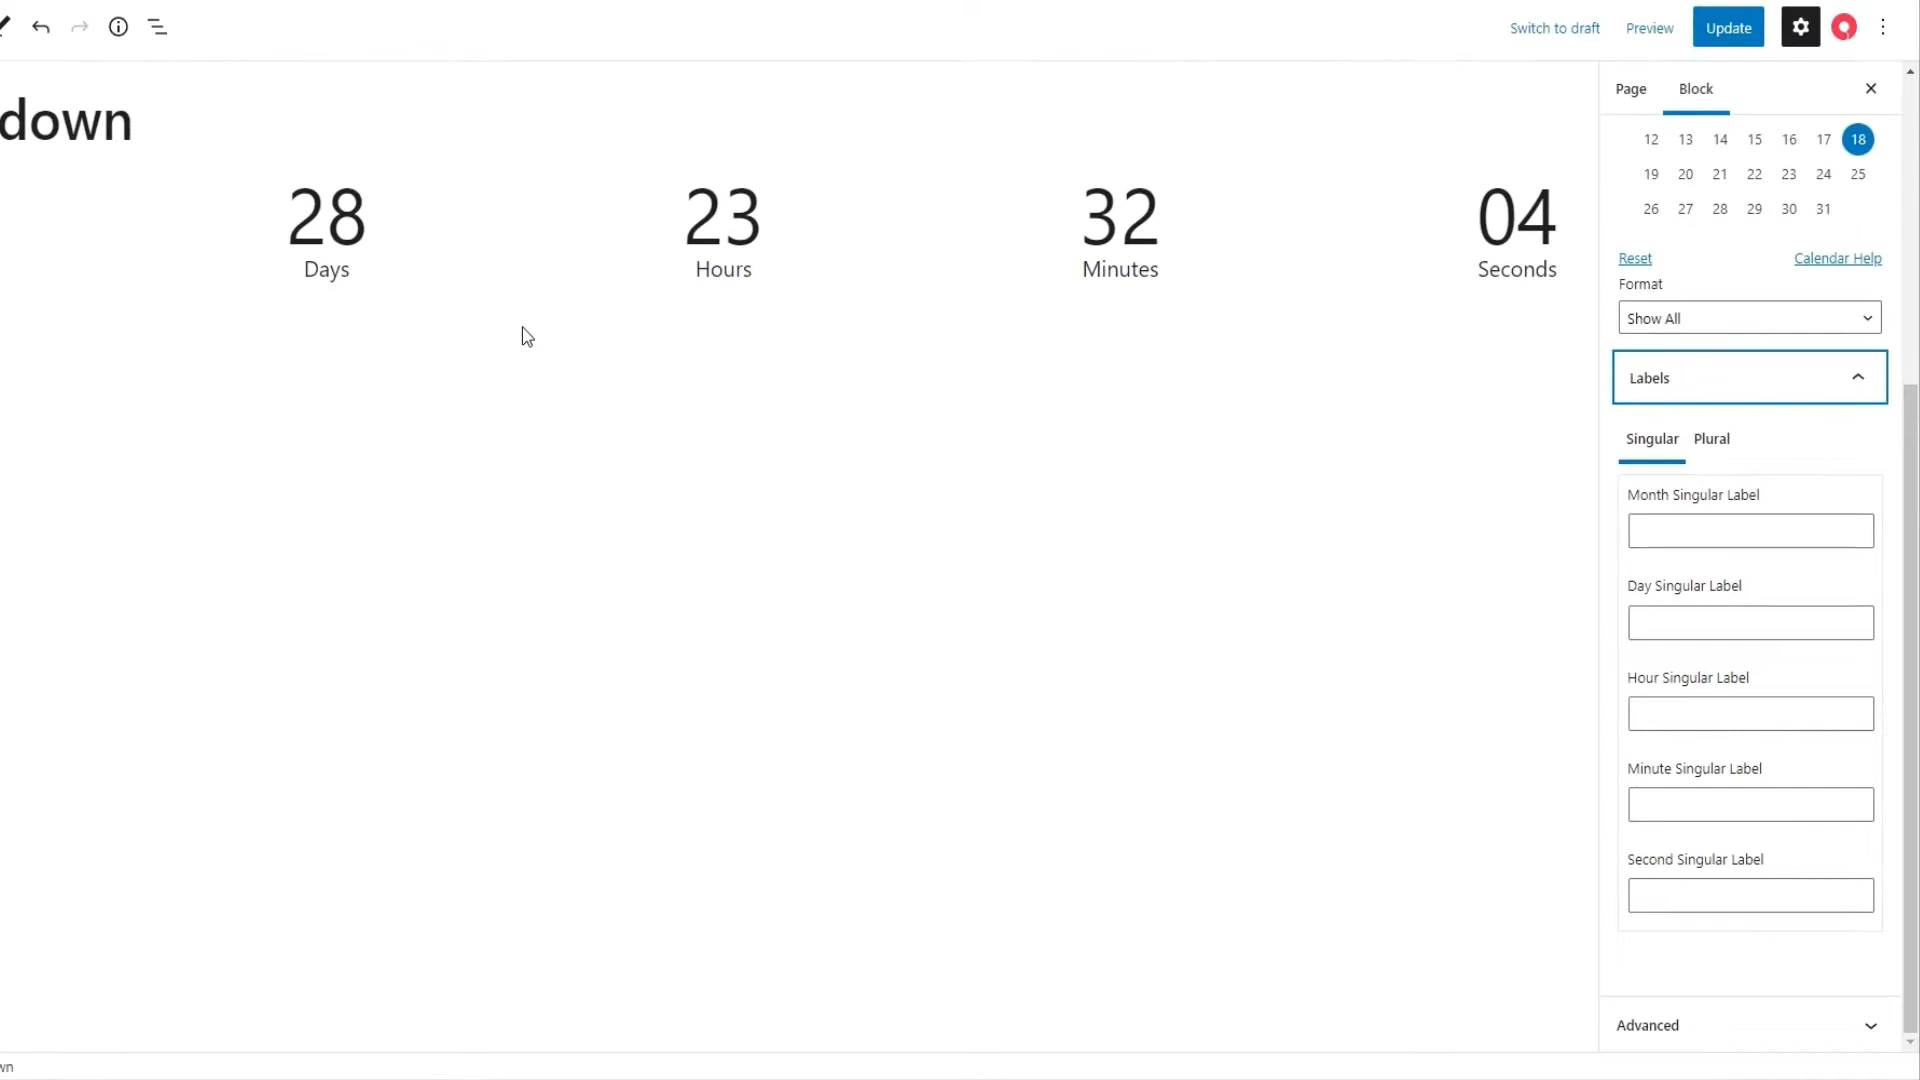 Switch to draft Preview Update
Page Block
down
12 13 14 15 16 17 18
19 20 21 22 23 24 25
26 27 28 29 30 31
28 23 32 04
Days Hours Minutes Seconds
Reset Calendar Help
Format
Show All
Labels
Singular Plural
Month Singular Label
Day Singular Label
Hour Singular Label
Minute Singular Label
Second Singular Label
Advanced
wn